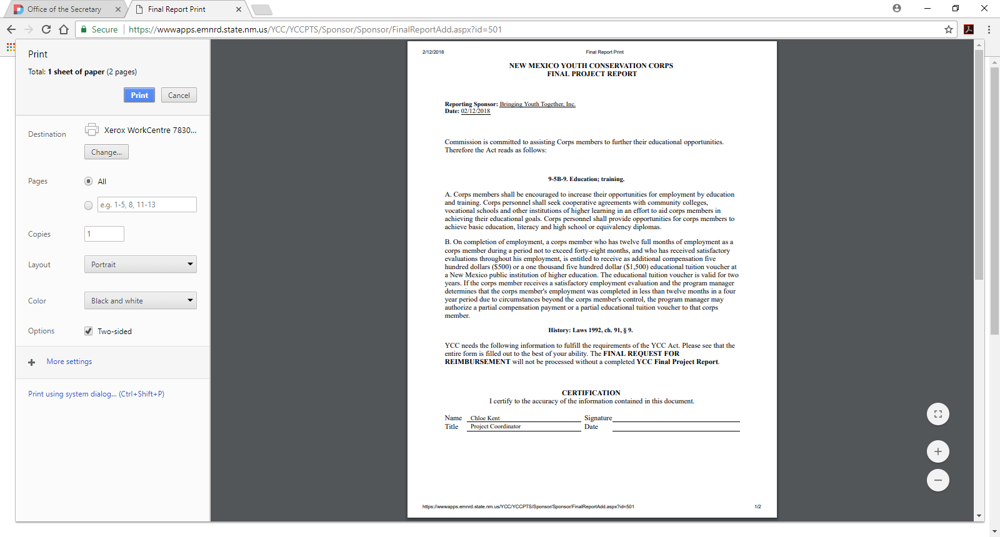 Office of the Secretary
Final Report Print
Secure
https://wwwapps.emnrd.state.nm.us/YCC/YCCPTS/Sponsor/Sponsor/FinalReportAdd.aspx?id=501
Print
Total: 1 sheet of paper (2 pages)
Print Cancel
Destination
Xerox WorkCentre 7830...
Change...
Pages
All
e.g. 1-5, 8, 11-13
Copies
1
Layout
Portrait
Color
Black and white
Options
Two-sided
More settings
Print using system dialog... (Ctrl+Shift+P)
2/12/2018 Final Report Print
NEW MEXICO YOUTH CONSERVATION CORPS
FINAL PROJECT REPORT
Reporting Sponsor: Bringing Youth Together, Inc.
Date: 02/12/2018
Commission is committed to assisting Corps members to further their educational opportunities.
Therefore the Act reads as follows:
9-5B-9. Education; training.
A. Corps members shall be encouraged to increase their opportunities for employment by education
and training. Corps personnel shall seek cooperative agreements with community colleges,
vocational schools and other institutions of higher learning in an effort to aid corps members in
achieving their educational goals. Corps personnel shall provide opportunities for corps members to
achieve basic education, literacy and high school or equivalency diplomas.
B. On completion of employment, a corps member who has twelve full months of employment as a
corps member during a period not to exceed forty-eight months, and who has received satisfactory
evaluations throughout his employment, is entitled to receive as additional compensation five
hundred dollars ($500) or a one thousand five hundred dollar ($1,500) educational tuition voucher at
a New Mexico public institution of higher education. The educational tuition voucher is valid for two
years. If the corps member receives a satisfactory employment evaluation and the program manager
determines that the corps member's employment was completed in less than twelve months in a four
year period due to circumstances beyond the corps member's control, the program manager may
authorize a partial compensation payment or a partial educational tuition voucher to that corps
member.
History: Laws 1992, ch. 91, § 9.
YCC needs the following information to fulfill the requirements of the YCC Act. Please see that the
entire form is filled out to the best of your ability. The FINAL REQUEST FOR
REIMBURSEMENT will not be processed without a completed YCC Final Project Report.
CERTIFICATION
I certify to the accuracy of the information contained in this document.
Name Chloe Kent Signature
Title Project Coordinator Date
https://wwwapps.emnrd.state.nm.us/YCC/YCCPTS/Sponsor/Sponsor/FinalReportAdd.aspx?id=501 1/2